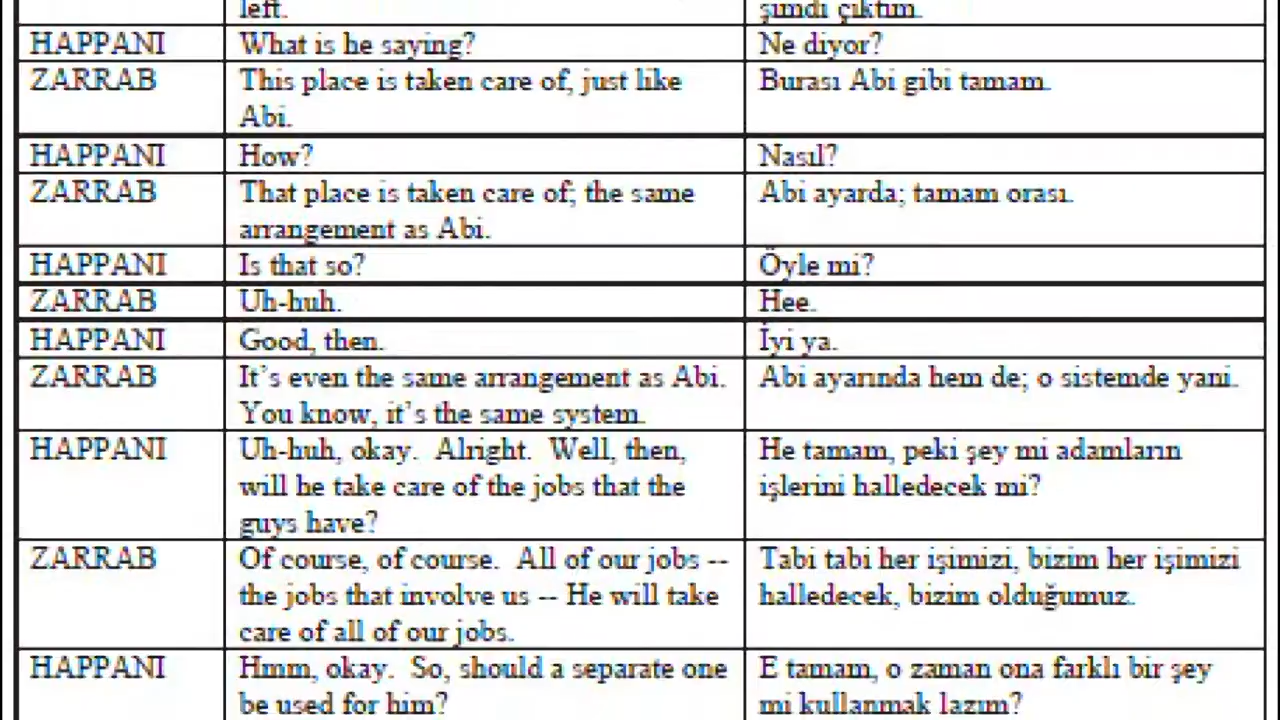 left. şimdi çıktım.
HAPPANI What is he saying? Ne diyor?
ZARRAB This place is taken care of, just like Burası Abi gibi tamam.
Abi.
HAPPANI How? Nasıl?
ZARRAB That place is taken care of; the same Abi ayarda; tamam orası.
arrangement as Abi.
HAPPANI Is that so? Öyle mi?
ZARRAB Uh-huh. Hee.
HAPPANI Good, then. İyi ya.
ZARRAB It's even the same arrangement as Abi. Abi ayarında hem de; o sistemde yani.
You know, it's the same system.
HAPPANI Uh-huh, okay. Alright. Well, then, He tamam, peki şey mi adamların
will he take care of the jobs that the işlerini halledecek mi?
guys have?
ZARRAB Of course, of course. All of our jobs -- Tabi tabi her işimizi, bizim her işimizi
the jobs that involve us -- He will take halledecek, bizim olduğumuz.
care of all of our jobs.
HAPPANI Hmm, okay. So, should a separate one E tamam, o zaman ona farklı bir şey
be used for him? mi kullanmak lazım?